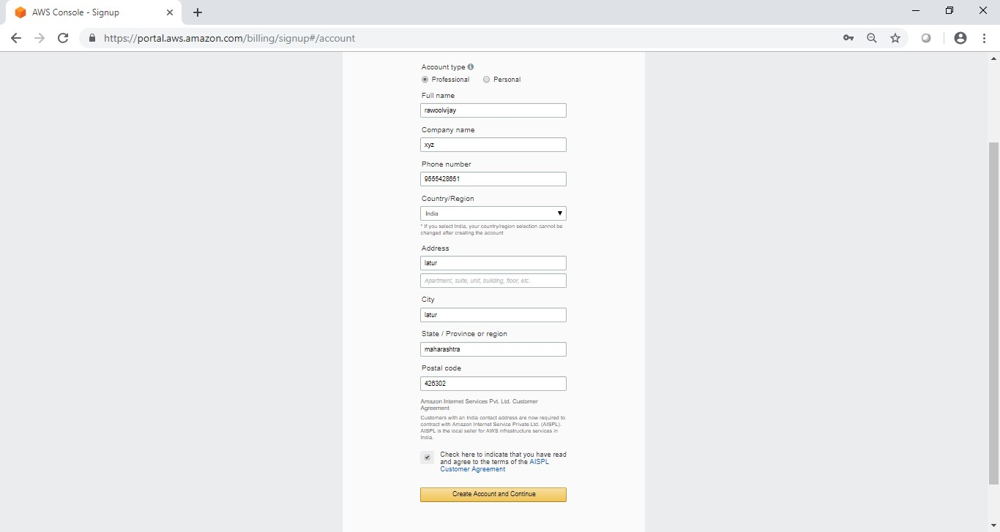 AWS Console - Signup
https://portal.aws.amazon.com/billing/signup#/account
Account type
Professional Personal
Full name
rawoolvijay
Company name
xyz
Phone number
9555428651
Country/Region
India
* If you select India, your country/region selection cannot be
changed after creating the account
Address
latur
Apartment, suite, unit, building, floor, etc.
City
latur
State / Province or region
maharashtra
Postal code
426302
Amazon Internet Services Pvt. Ltd. Customer
Agreement
Customers with an India contact address are now required to
contract with Amazon Internet Service Private Ltd. (AISPL).
AISPL is the local seller for AWS infrastructure services in
India.
Check here to indicate that you have read
and agree to the terms of the AISPL
Customer Agreement
Create Account and Continue